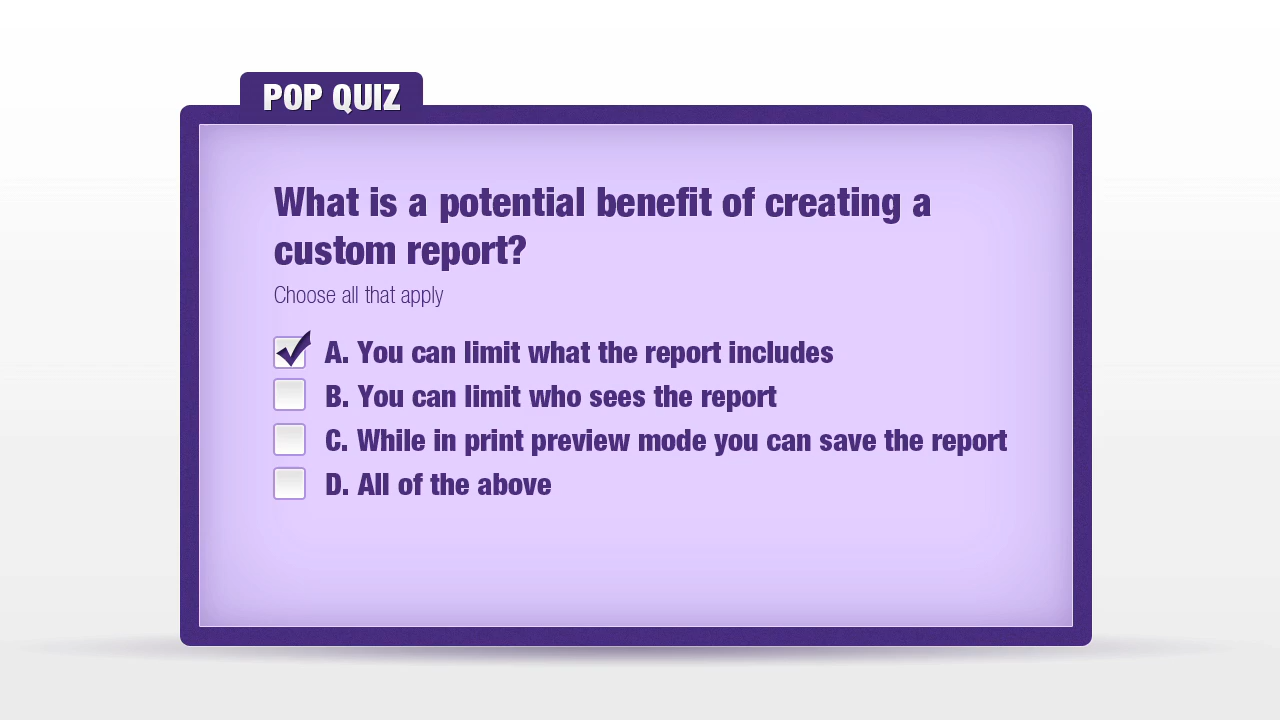 POP QUIZ
What is a potential benefit of creating a
custom report?
Choose all that apply
A. You can limit what the report includes
B. You can limit who sees the report
C. While in print preview mode you can save the report
D. All of the above